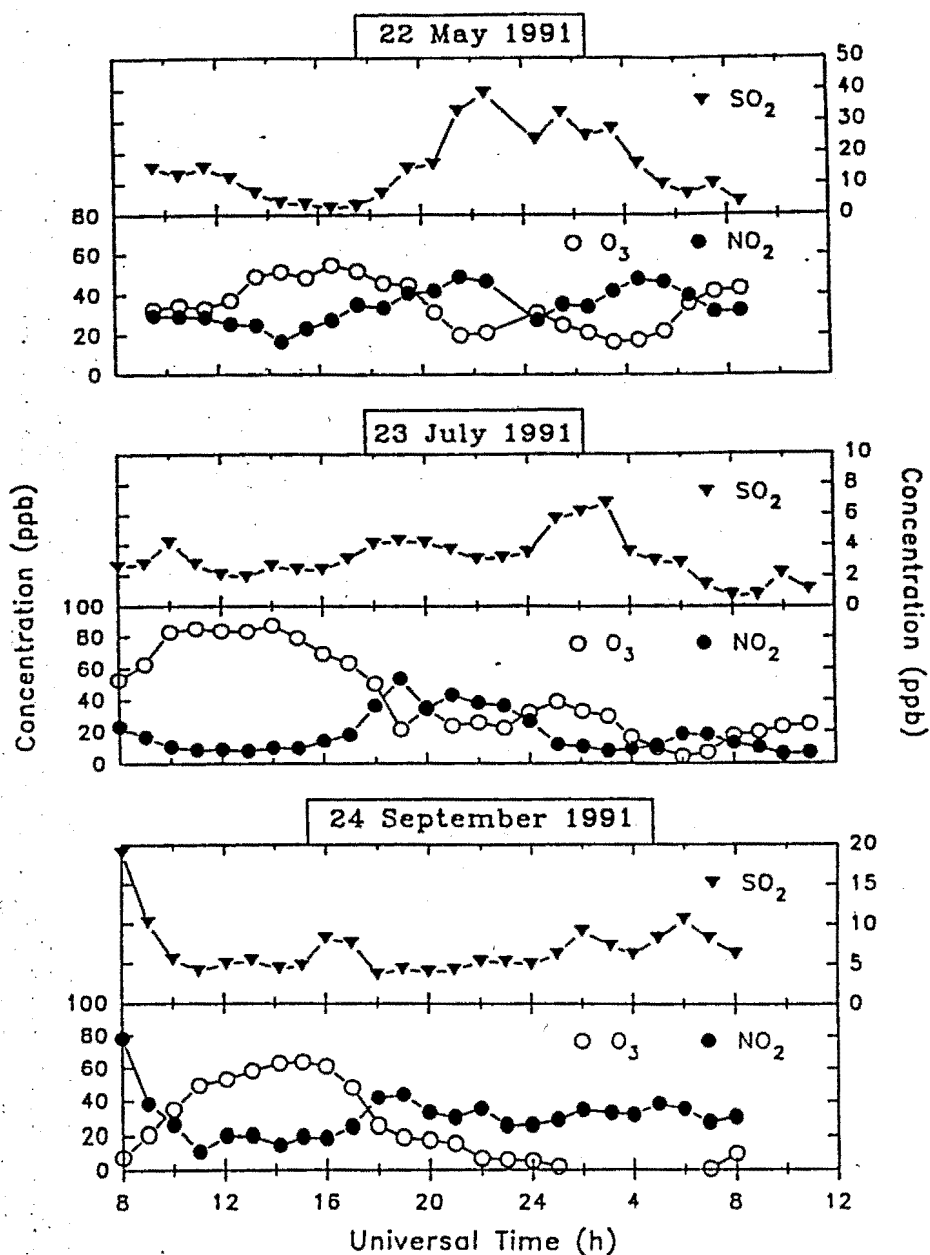 22 May 1991
50
40
30
20
10
0
SO2
80
60
40
20
0
O3 NO2
23 July 1991
10
8
6
4
2
0
SO2
100
80
60
40
20
0
O3 NO2
Concentration (ppb)
Concentration (ppb)
24 September 1991
20
15
10
5
0
SO2
100
80
60
40
20
0
O3 NO2
8 12 16 20 24 4 8 12
Universal Time (h)